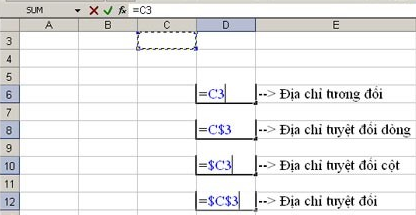 SUM =C3
A B C D E
3
4
5
6 =C3 --> Địa chỉ tương đối
7
8 =C$3 --> Địa chỉ tuyệt đối dòng
9
10 =$C3 --> Địa chỉ tuyệt đối cột
11
12 =$C$3 --> Địa chỉ tuyệt đối